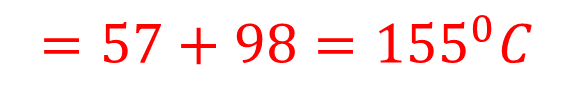 = 57 + 98 = 155⁰C